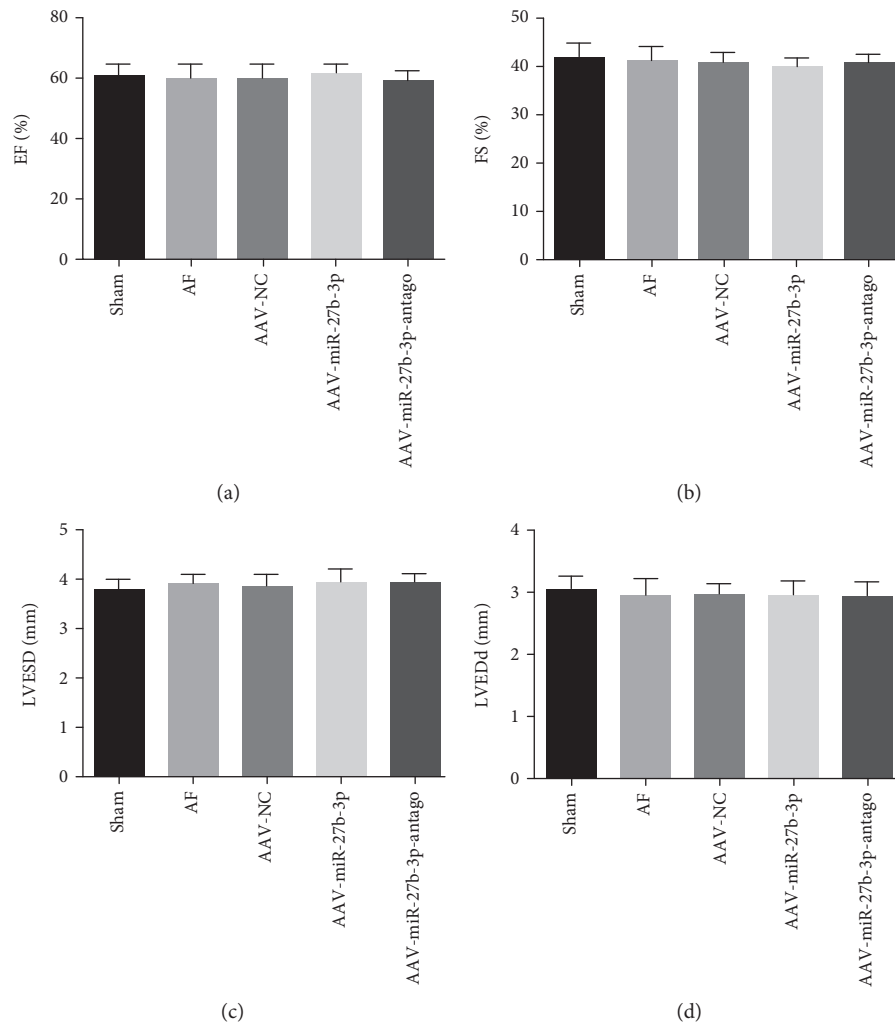 80
60
40
20
0
EF (%)
Sham
AF
AAV-NC
AAV-miR-27b-3p
AAV-miR-27b-3p-antago
(a)
50
40
30
20
10
0
FS (%)
Sham
AF
AAV-NC
AAV-miR-27b-3p
AAV-miR-27b-3p-antago
(b)
5
4
3
2
1
0
LVESD (mm)
Sham
AF
AAV-NC
AAV-miR-27b-3p
AAV-miR-27b-3p-antago
(c)
4
3
2
1
0
LVEDd (mm)
Sham
AF
AAV-NC
AAV-miR-27b-3p
AAV-miR-27b-3p-antago
(d)